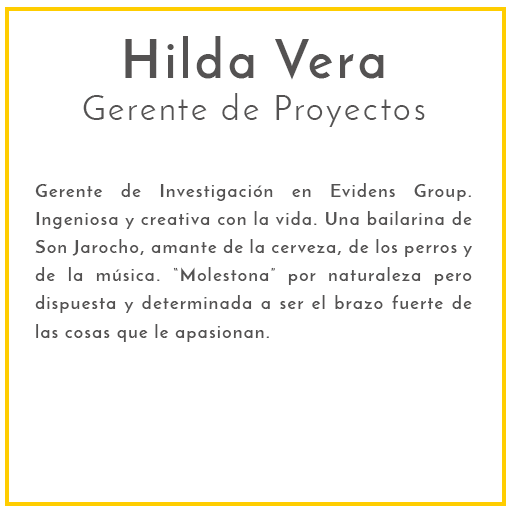 Hilda Vera
Gerente de Proyectos
Gerente de Investigación en Evidens Group.
Ingeniosa y creativa con la vida. Una bailarina de
Son Jarocho, amante de la cerveza, de los perros y
de la música. “Molestona” por naturaleza pero
dispuesta y determinada a ser el brazo fuerte de
las cosas que le apasionan.